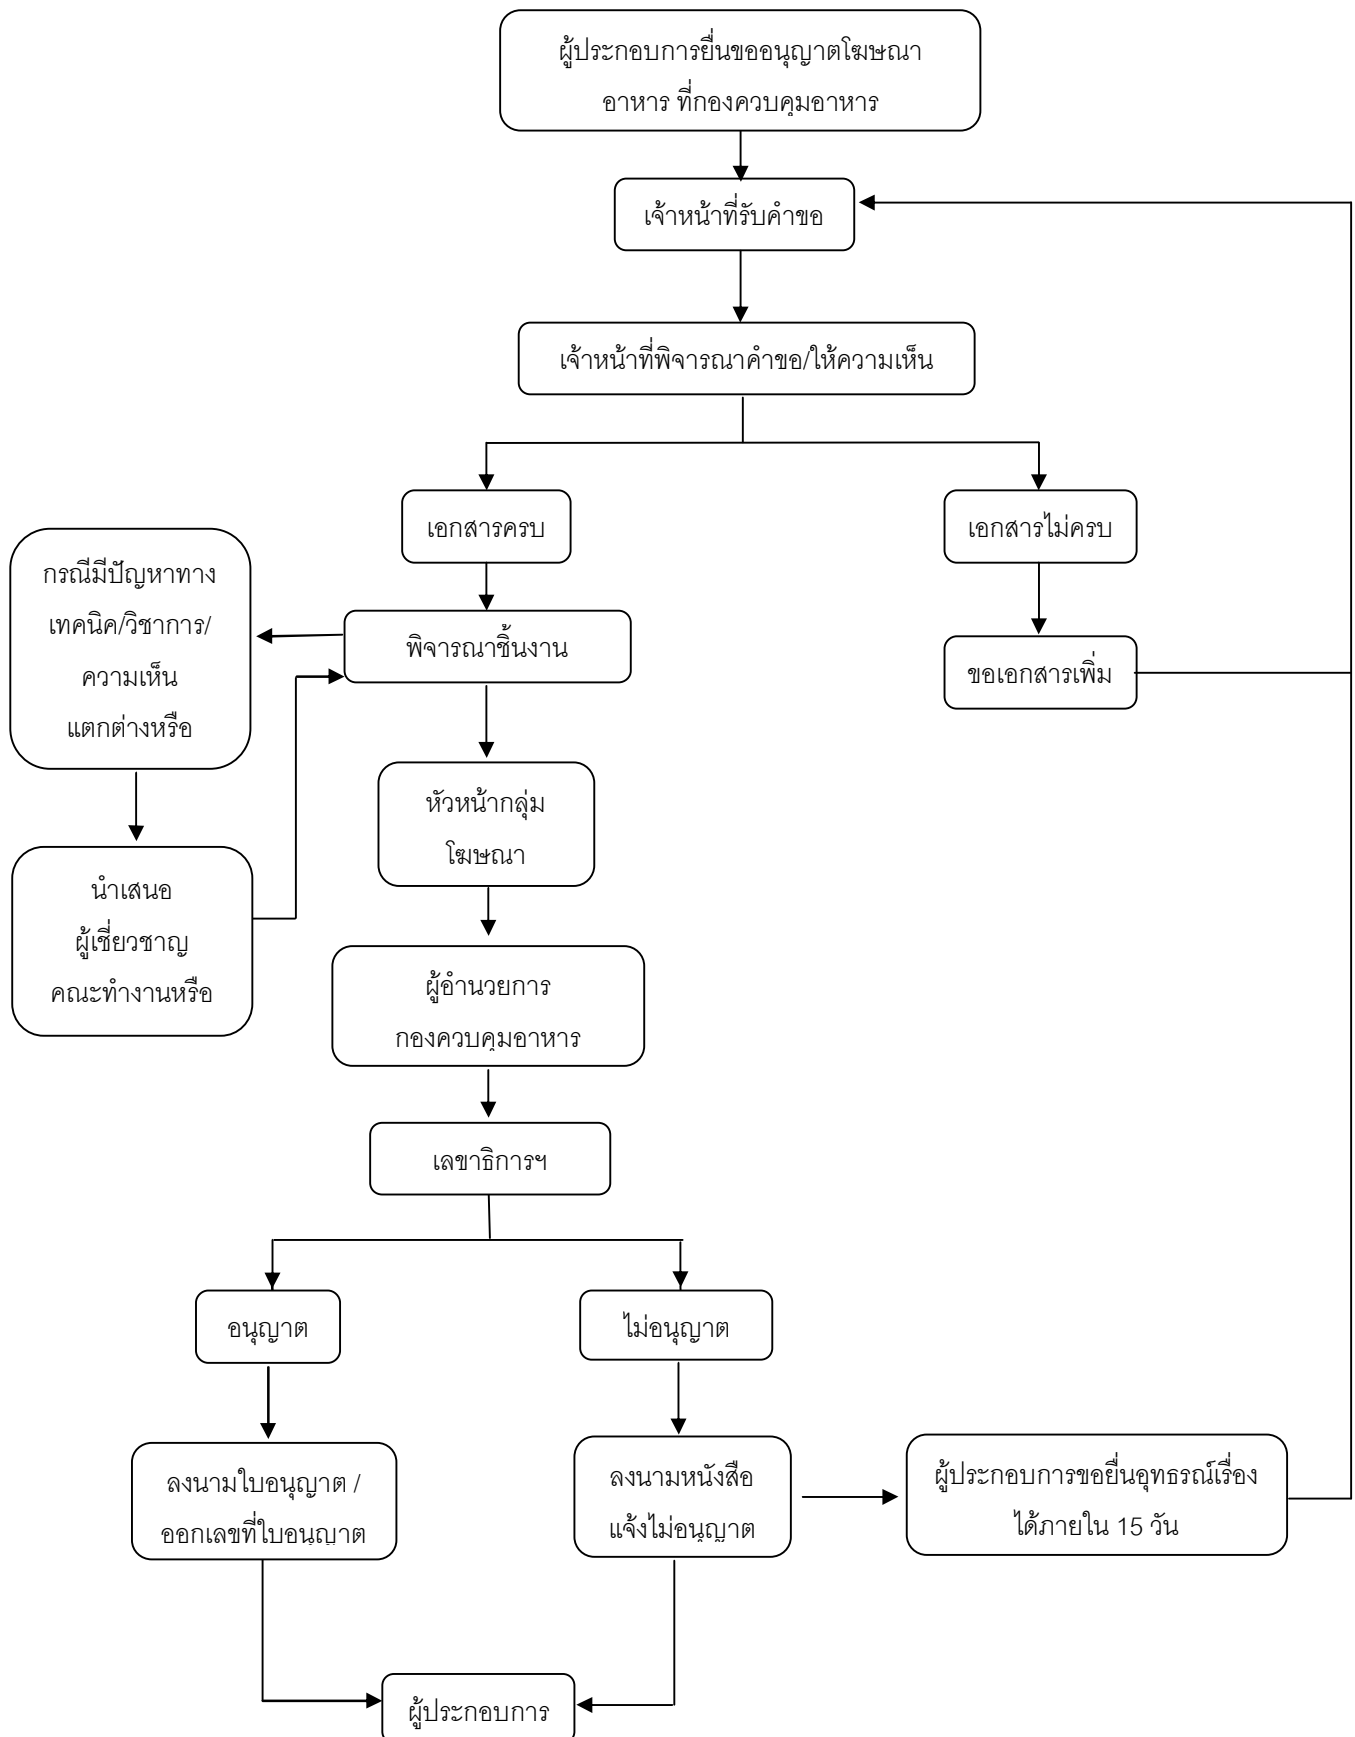 ผู้ประกอบการยื่นขออนุญาตโฆษณา
อาหาร ที่กองควบคุมอาหาร
เจ้าหน้าที่รับคำขอ
เจ้าหน้าที่พิจารณาคำขอ/ให้ความเห็น
เอกสารครบ
เอกสารไม่ครบ
กรณีมีปัญหาทาง
เทคนิค/วิชาการ/
ความเห็น
แตกต่างหรือ
พิจารณาชิ้นงาน
ขอเอกสารเพิ่ม
หัวหน้ากลุ่ม
โฆษณา
นำเสนอ
ผู้เชี่ยวชาญ
คณะทำงานหรือ
ผู้อำนวยการ
กองควบคุมอาหาร
เลขาธิการฯ
อนุญาต
ไม่อนุญาต
ลงนามใบอนุญาต /
ออกเลขที่ใบอนุญาต
ลงนามหนังสือ
แจ้งไม่อนุญาต
ผู้ประกอบการขอยื่นอุทธรณ์เรื่อง
ได้ภายใน 15 วัน
ผู้ประกอบการ